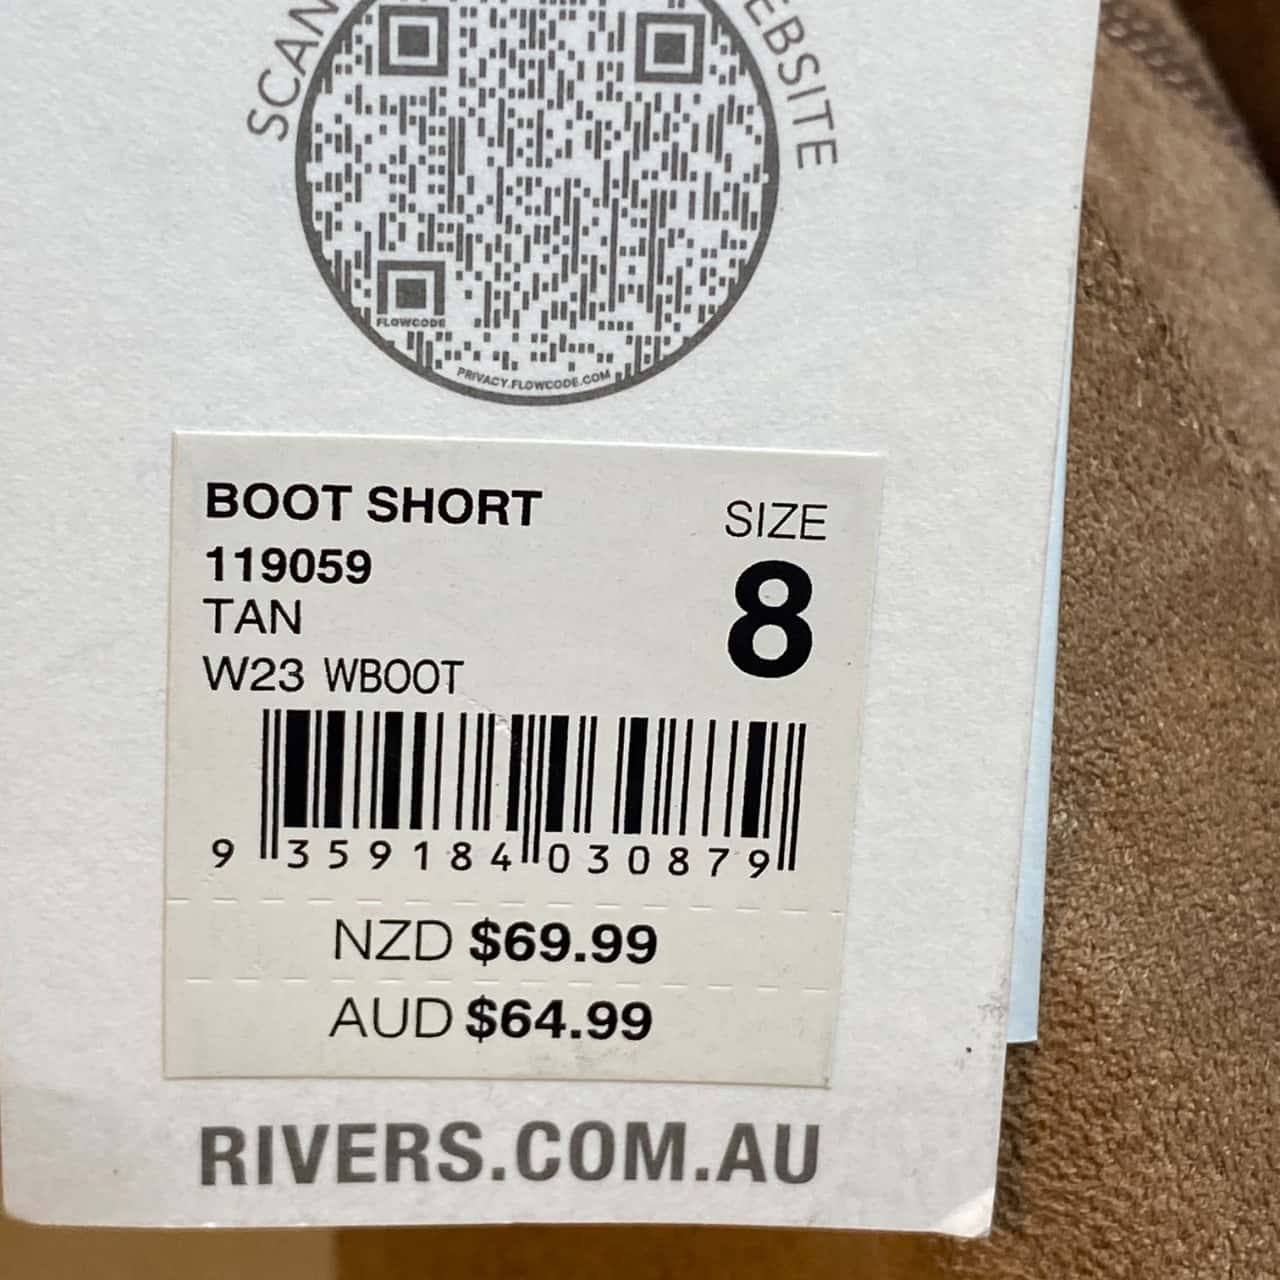 SCAN
EBSITE
FLOWCODE
PRIVACY.FLOWCODE.COM
BOOT SHORT
SIZE
119059
8
TAN
W23 WBOOT
9 359184 030879
NZD $69.99
AUD $64.99
RIVERS.COM.AU